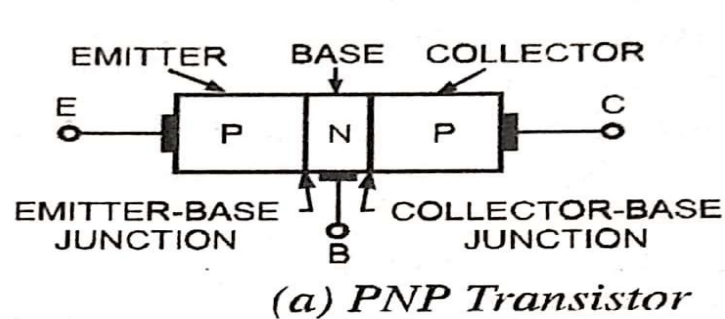 EMITTER BASE COLLECTOR
E C
P N P
EMITTER-BASE COLLECTOR-BASE
JUNCTION JUNCTION
B
(a) PNP Transistor